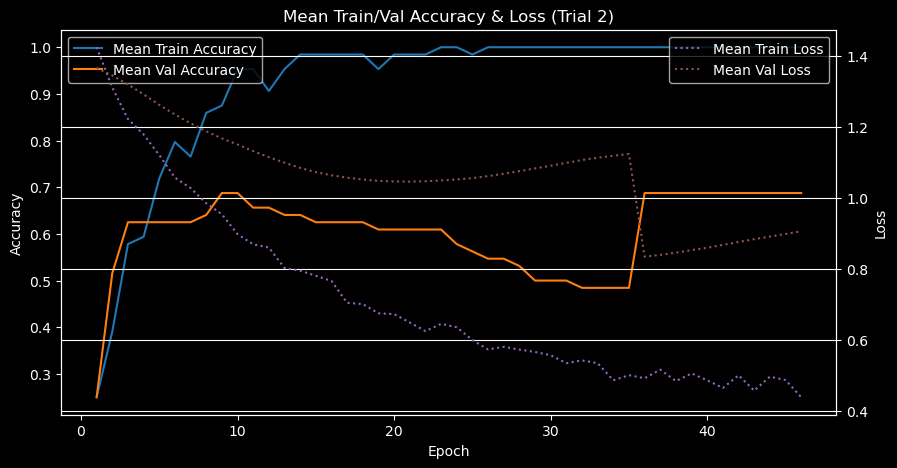 Mean Train/Val Accuracy & Loss (Trial 2)
Mean Train Accuracy
Mean Val Accuracy
Mean Train Loss
Mean Val Loss
1.0
0.9
0.8
0.7
0.6
0.5
0.4
0.3
Accuracy
1.4
1.2
1.0
0.8
0.6
0.4
Loss
0
10
20
30
40
Epoch